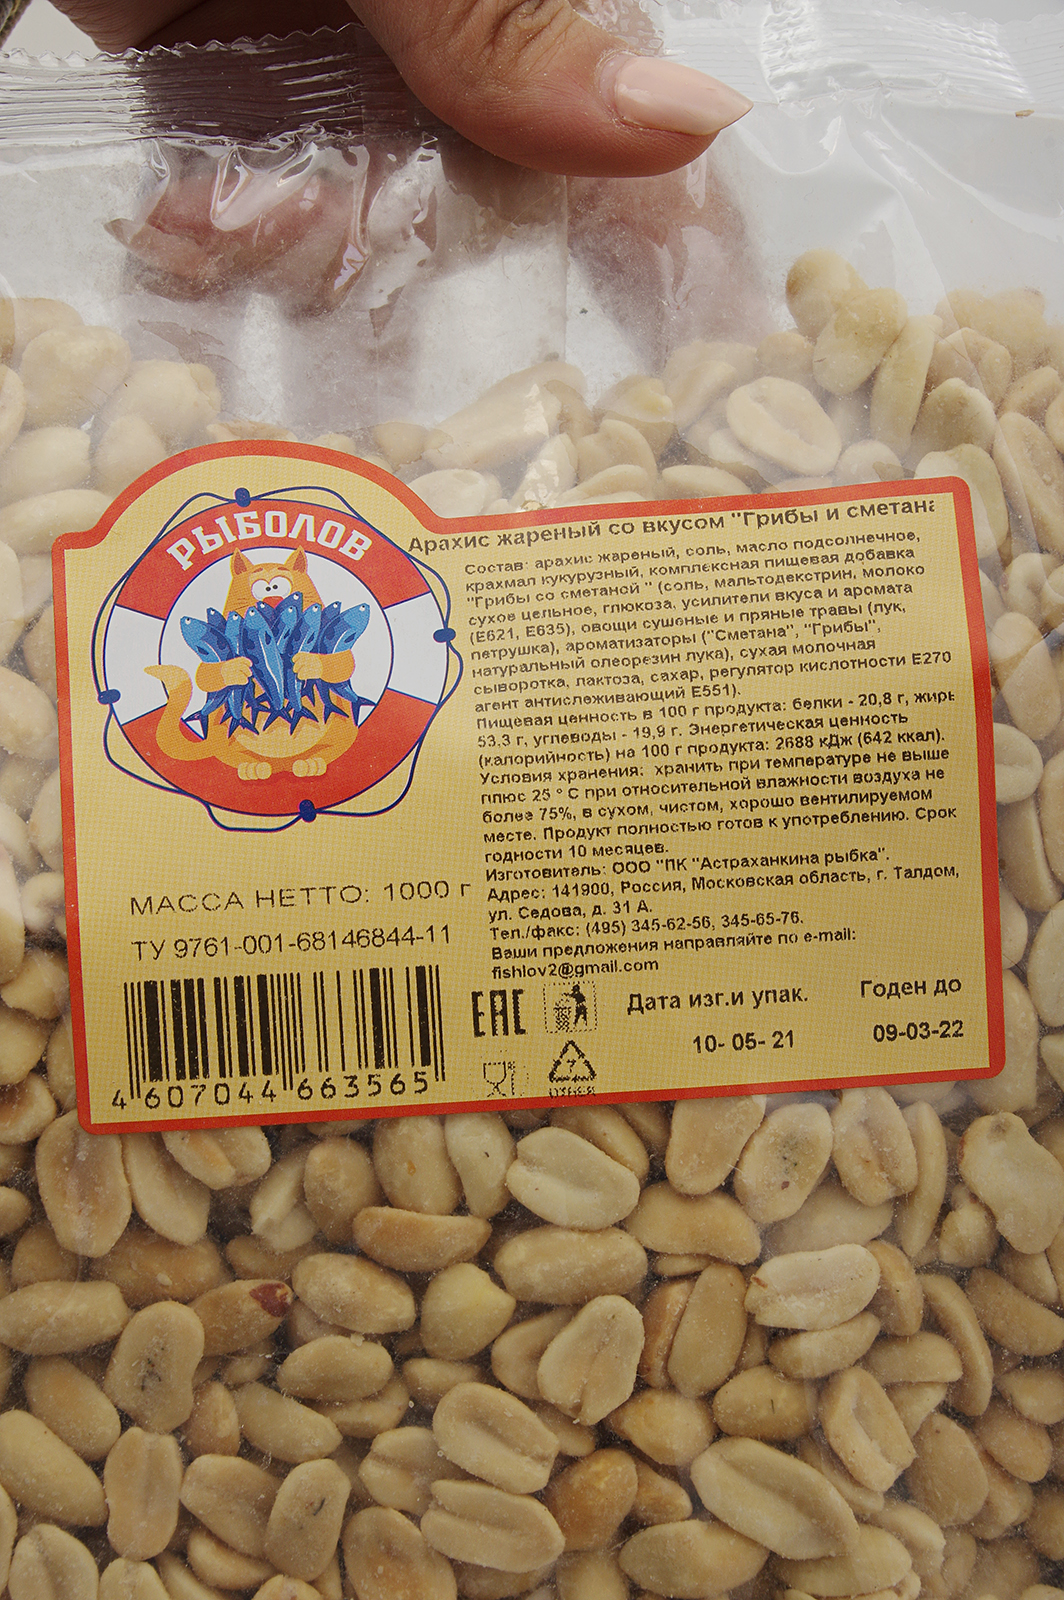 РЫБОЛОВ
Арахис жареный со вкусом "Грибы и сметана
Состав: арахис жареный, соль, масло подсолнечное,
крахмал кукурузный, комплексная пищевая добавка
"Грибы со сметаной " (соль, мальтодекстрин, молоко
сухое цельное, глюкоза, усилители вкуса и аромата
(Е621, Е635), овощи сушеные и пряные травы (лук,
петрушка), ароматизаторы ("Сметана", "Грибы",
натуральный олеорезин лука), сухая молочная
сыворотка, лактоза, сахар, регулятор кислотности Е270
агент антислеживающий Е551).
Пищевая ценность в 100 г продукта: белки - 20,8 г, жиры
53,3 г, углеводы - 19,9 г. Энергетическая ценность
(калорийность) на 100 г продукта: 2688 кДж (642 ккал).
Условия хранения: хранить при температуре не выше
плюс 25 ° С при относительной влажности воздуха не
более 75%, в сухом, чистом, хорошо вентилируемом
месте. Продукт полностью готов к употреблению. Срок
годности 10 месяцев.
Изготовитель: ООО "ПК "Астраханкина рыбка".
Адрес: 141900, Россия, Московская область, г. Талдом,
ул. Седова, д. 31 А.
Тел./факс: (495) 345-62-56, 345-65-76.
Ваши предложения направляйте по e-mail:
fishlov2@gmail.com
МАССА НЕТТО: 1000 г
ТУ 9761-001-68146844-11
4 607044 663565
EAC
7
OTHER
Дата изг.и упак.
10- 05- 21
Годен до
09-03-22